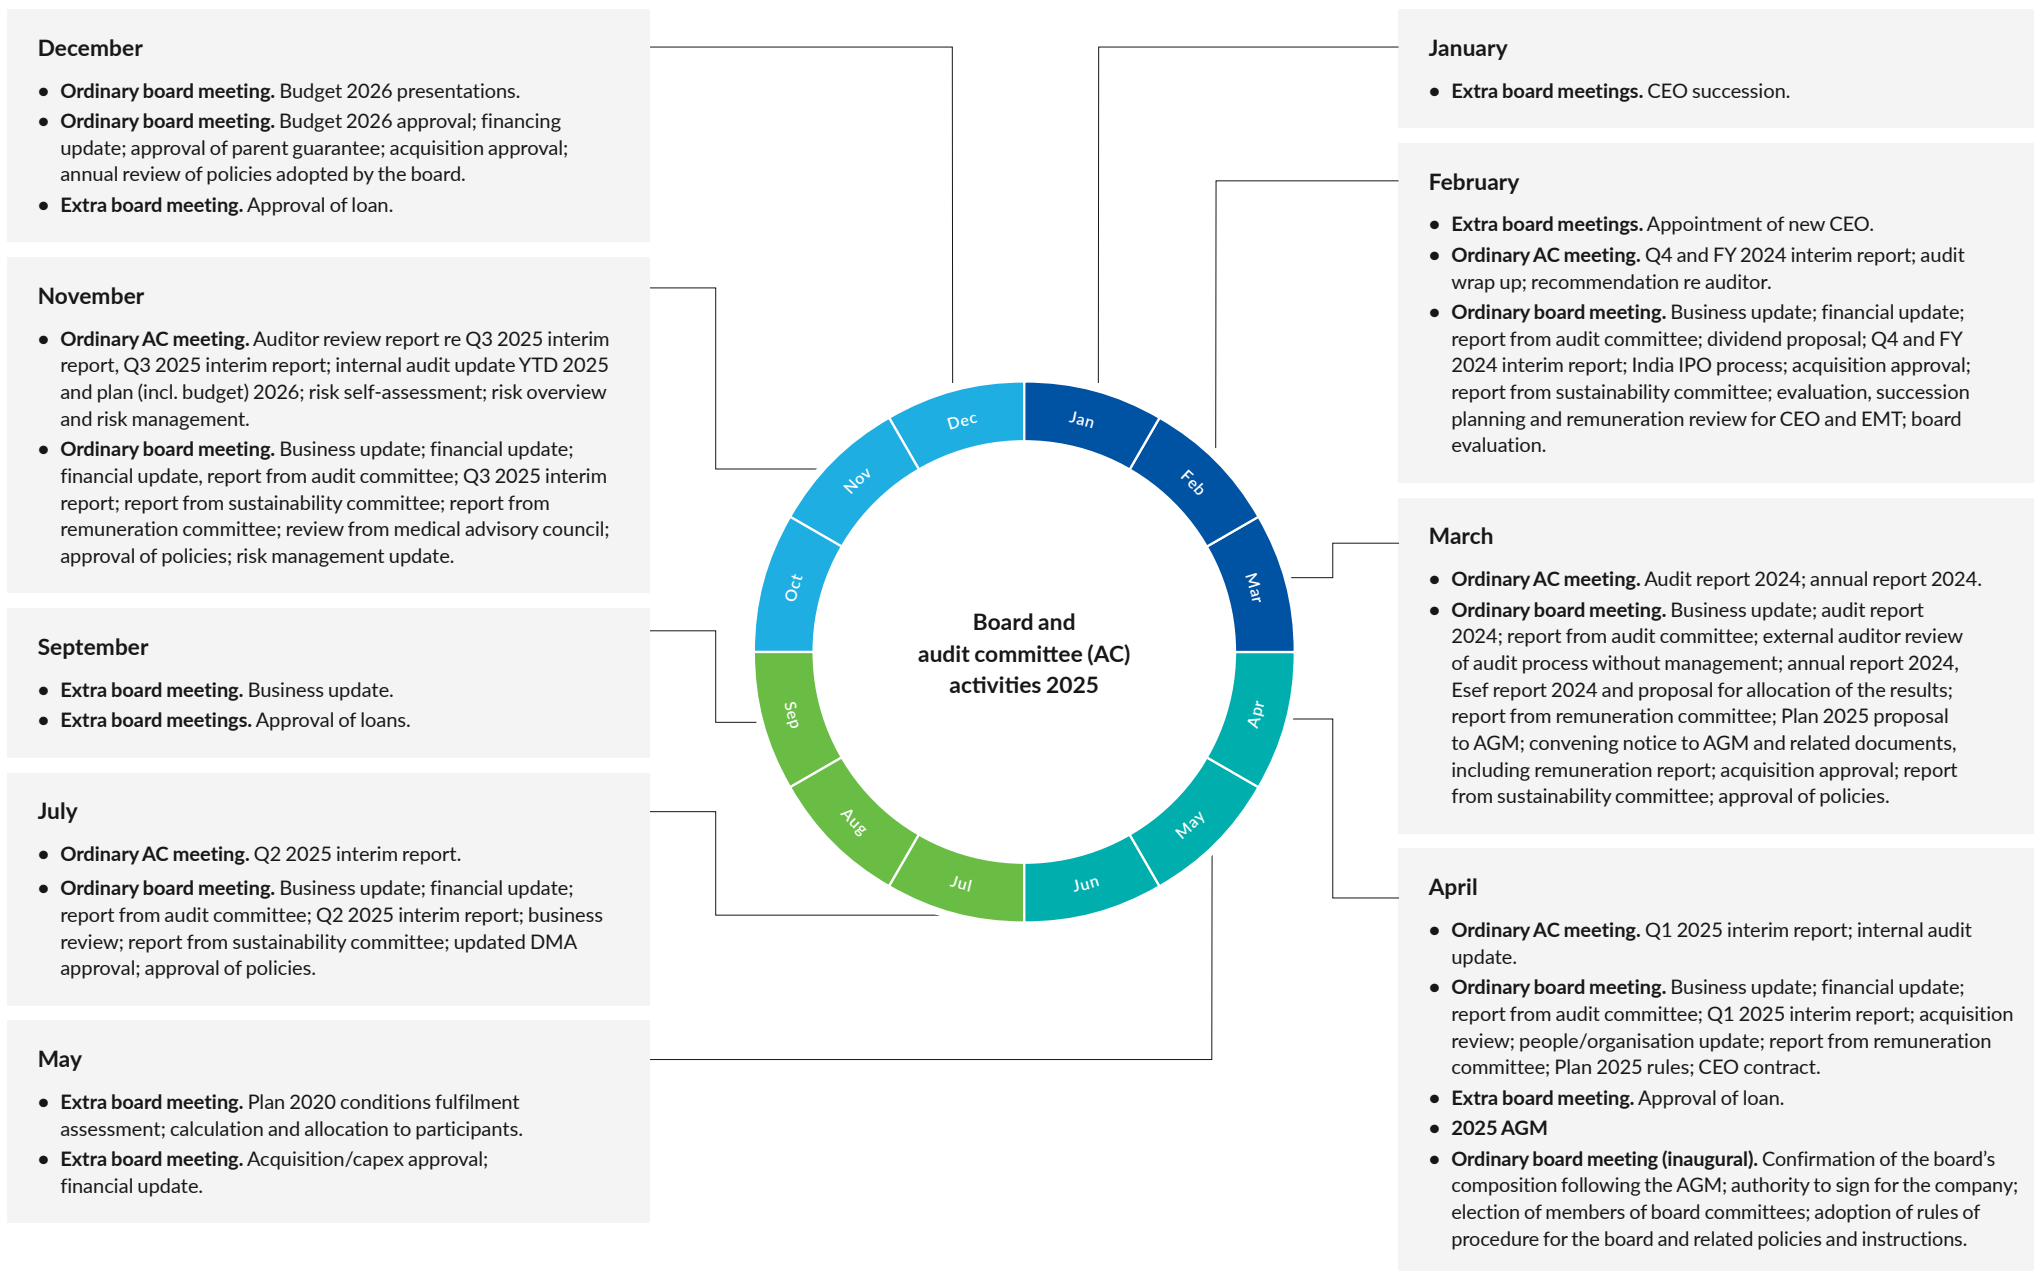 December
● Ordinary board meeting. Budget 2026 presentations.
● Ordinary board meeting. Budget 2026 approval; financing
update; approval of parent guarantee; acquisition approval;
annual review of policies adopted by the board.
● Extra board meeting. Approval of loan.
November
● Ordinary AC meeting. Auditor review report re Q3 2025 interim
report, Q3 2025 interim report; internal audit update YTD 2025
and plan (incl. budget) 2026; risk self-assessment; risk overview
and risk management.
● Ordinary board meeting. Business update; financial update;
financial update, report from audit committee; Q3 2025 interim
report; report from sustainability committee; report from
remuneration committee; review from medical advisory council;
approval of policies; risk management update.
September
● Extra board meeting. Business update.
● Extra board meetings. Approval of loans.
July
● Ordinary AC meeting. Q2 2025 interim report.
● Ordinary board meeting. Business update; financial update;
report from audit committee; Q2 2025 interim report; business
review; report from sustainability committee; updated DMA
approval; approval of policies.
May
● Extra board meeting. Plan 2020 conditions fulfilment
assessment; calculation and allocation to participants.
● Extra board meeting. Acquisition/capex approval;
financial update.
Jan
Feb
Mar
Apr
May
Jun
Jul
Aug
Sep
Oct
Nov
Dec
Board and
audit committee (AC)
activities 2025
January
● Extra board meetings. CEO succession.
February
● Extra board meetings. Appointment of new CEO.
● Ordinary AC meeting. Q4 and FY 2024 interim report; audit
wrap up; recommendation re auditor.
● Ordinary board meeting. Business update; financial update;
report from audit committee; dividend proposal; Q4 and FY
2024 interim report; India IPO process; acquisition approval;
report from sustainability committee; evaluation, succession
planning and remuneration review for CEO and EMT; board
evaluation.
March
● Ordinary AC meeting. Audit report 2024; annual report 2024.
● Ordinary board meeting. Business update; audit report
2024; report from audit committee; external auditor review
of audit process without management; annual report 2024,
Esef report 2024 and proposal for allocation of the results;
report from remuneration committee; Plan 2025 proposal
to AGM; convening notice to AGM and related documents,
including remuneration report; acquisition approval; report
from sustainability committee; approval of policies.
April
● Ordinary AC meeting. Q1 2025 interim report; internal audit
update.
● Ordinary board meeting. Business update; financial update;
report from audit committee; Q1 2025 interim report; acquisition
review; people/organisation update; report from remuneration
committee; Plan 2025 rules; CEO contract.
● Extra board meeting. Approval of loan.
● 2025 AGM
● Ordinary board meeting (inaugural). Confirmation of the board’s
composition following the AGM; authority to sign for the company;
election of members of board committees; adoption of rules of
procedure for the board and related policies and instructions.